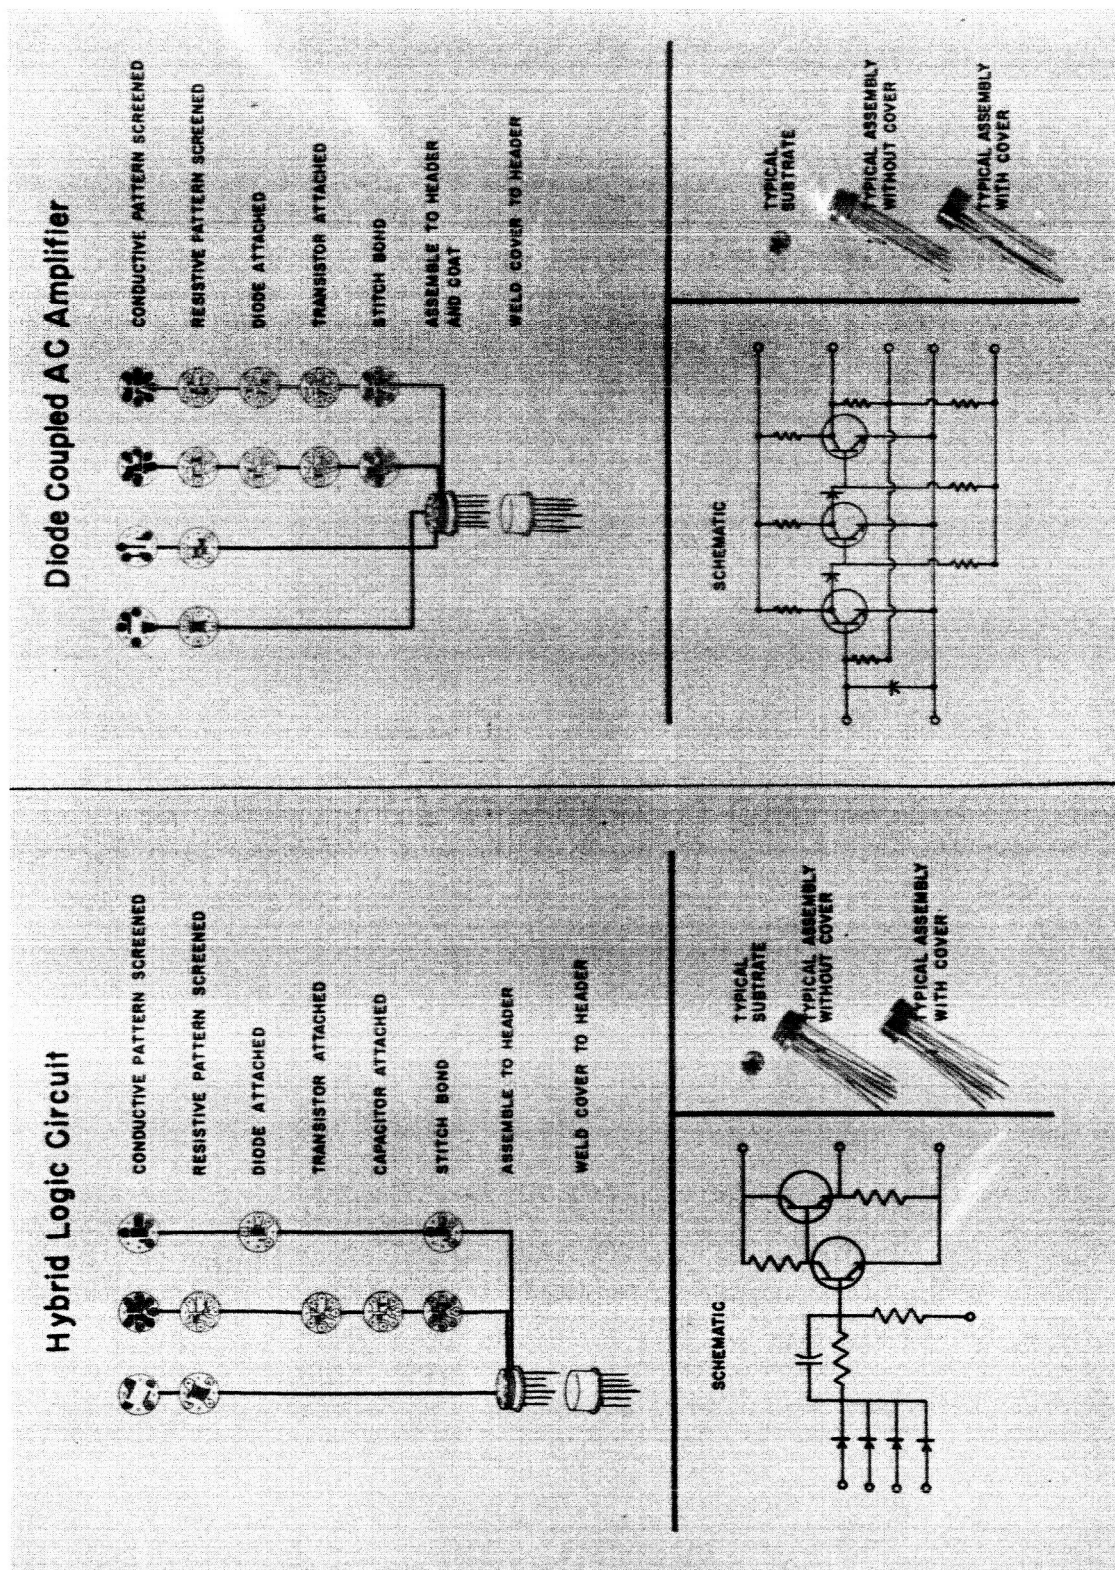 Hybrid Logic Circuit
CONDUCTIVE PATTERN SCREENED
RESISTIVE PATTERN SCREENED
DIODE ATTACHED
TRANSISTOR ATTACHED
CAPACITOR ATTACHED
STITCH BOND
ASSEMBLE TO HEADER
WELD COVER TO HEADER
SCHEMATIC
TYPICAL
SUBTRATE
TYPICAL ASSEMBLY
WITHOUT COVER
TYPICAL ASSEMBLY
WITH COVER
Diode Coupled AC Amplifier
CONDUCTIVE PATTERN SCREENED
RESISTIVE PATTERN SCREENED
DIODE ATTACHED
TRANSISTOR ATTACHED
STITCH BOND
ASSEMBLE TO HEADER
AND COAT
WELD COVER TO HEADER
SCHEMATIC
TYPICAL
SUBTRATE
TYPICAL ASSEMBLY
WITHOUT COVER
TYPICAL ASSEMBLY
WITH COVER